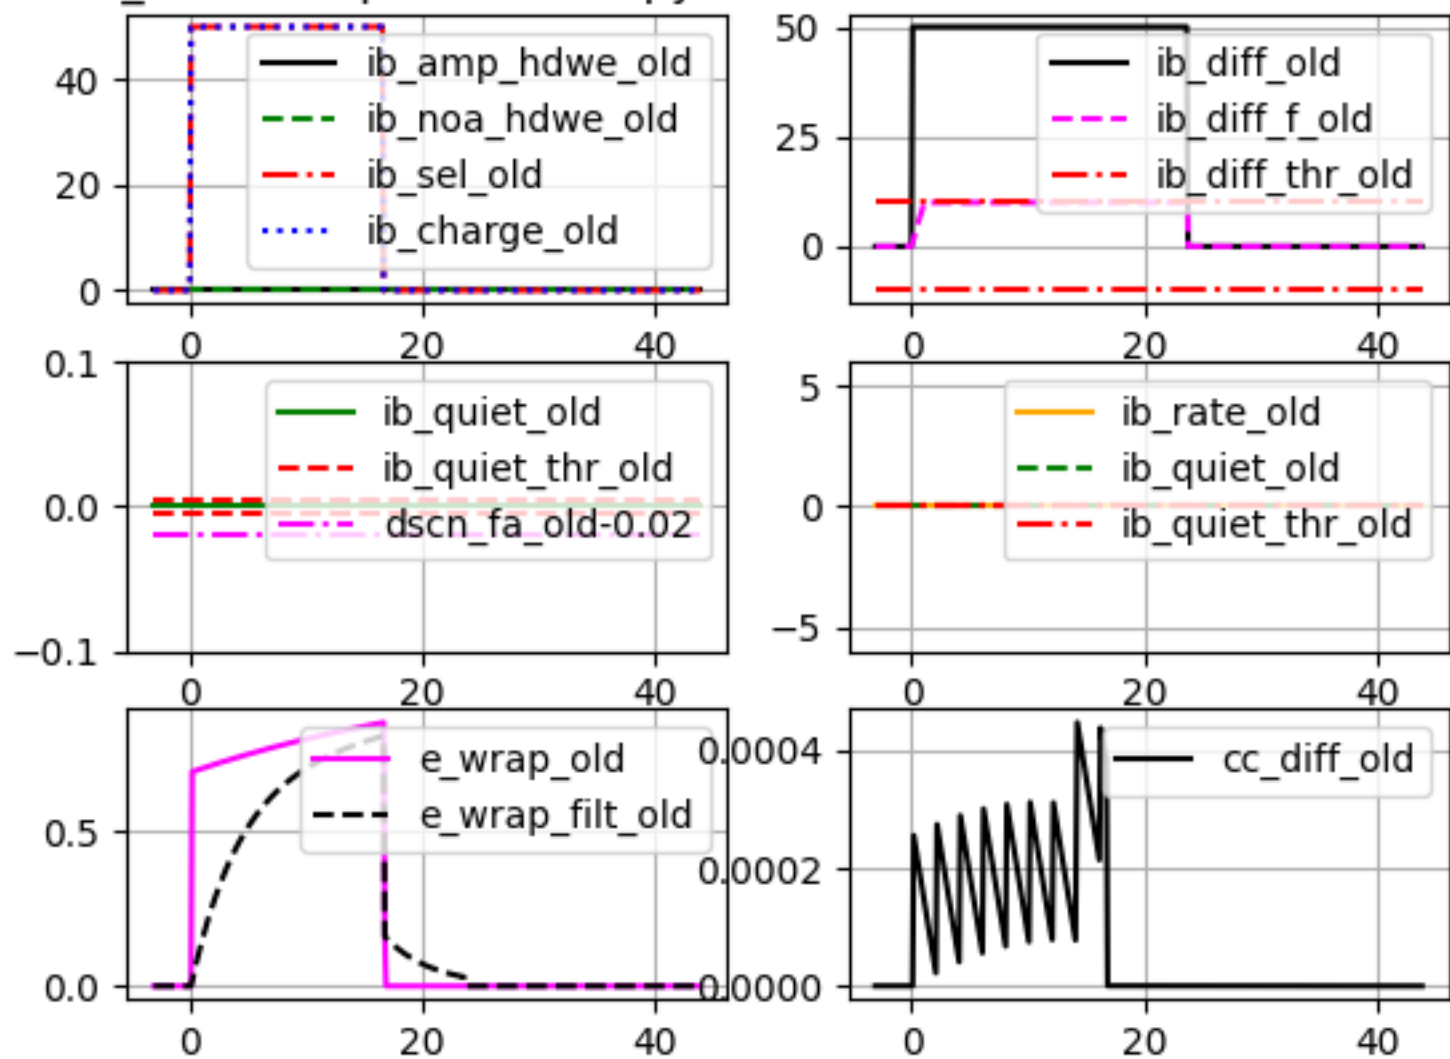 40
20
0
0
20
40
ib_amp_hdwe_old
ib_noa_hdwe_old
ib_sel_old
ib_charge_old
50
25
0
0
20
40
ib_diff_old
ib_diff_f_old
ib_diff_thr_old
0.1
0.0
−0.1
0
20
40
ib_quiet_old
ib_quiet_thr_old
dscn_fa_old-0.02
5
0
−5
0
20
40
ib_rate_old
ib_quiet_old
ib_quiet_thr_old
0.5
0.0
0
20
40
e_wrap_old
e_wrap_filt_old
0.0004
0.0002
0.0000
0
20
40
cc_diff_old